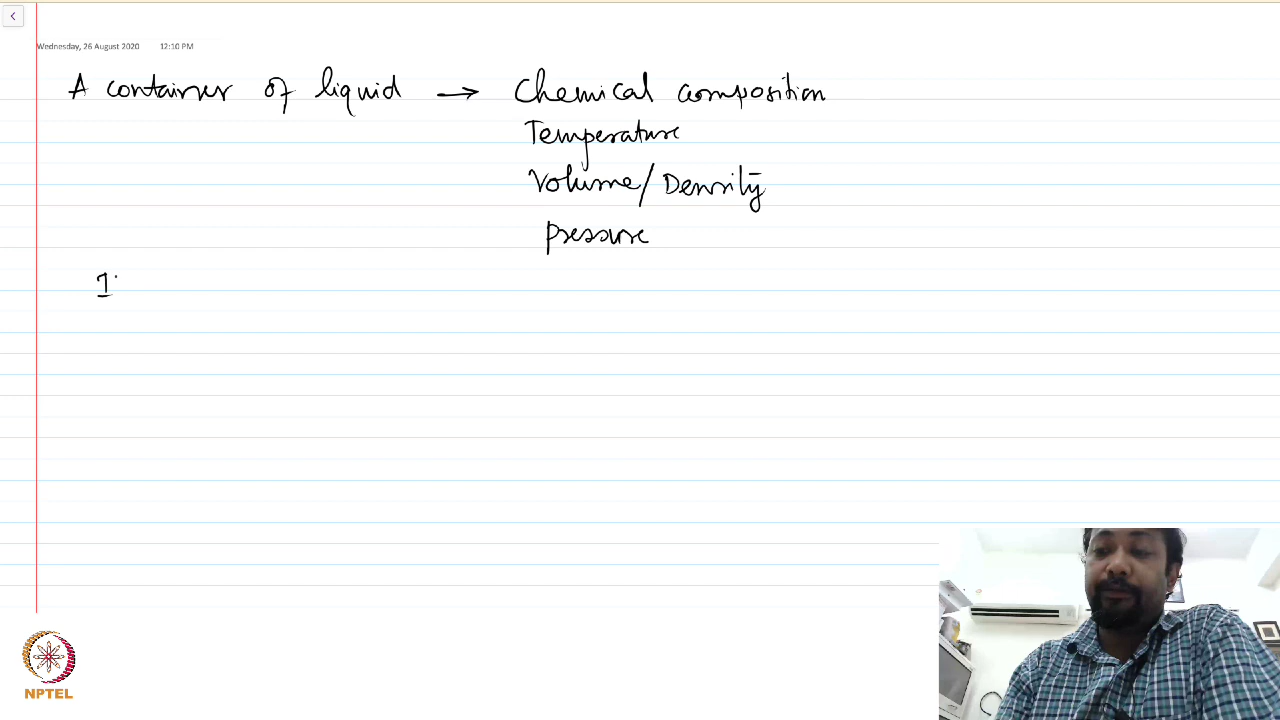 Wednesday, 26 August 2020 12:10 PM
A container of liquid → Chemical composition
Temperature
Volume/Density
Pressure
I
NPTEL